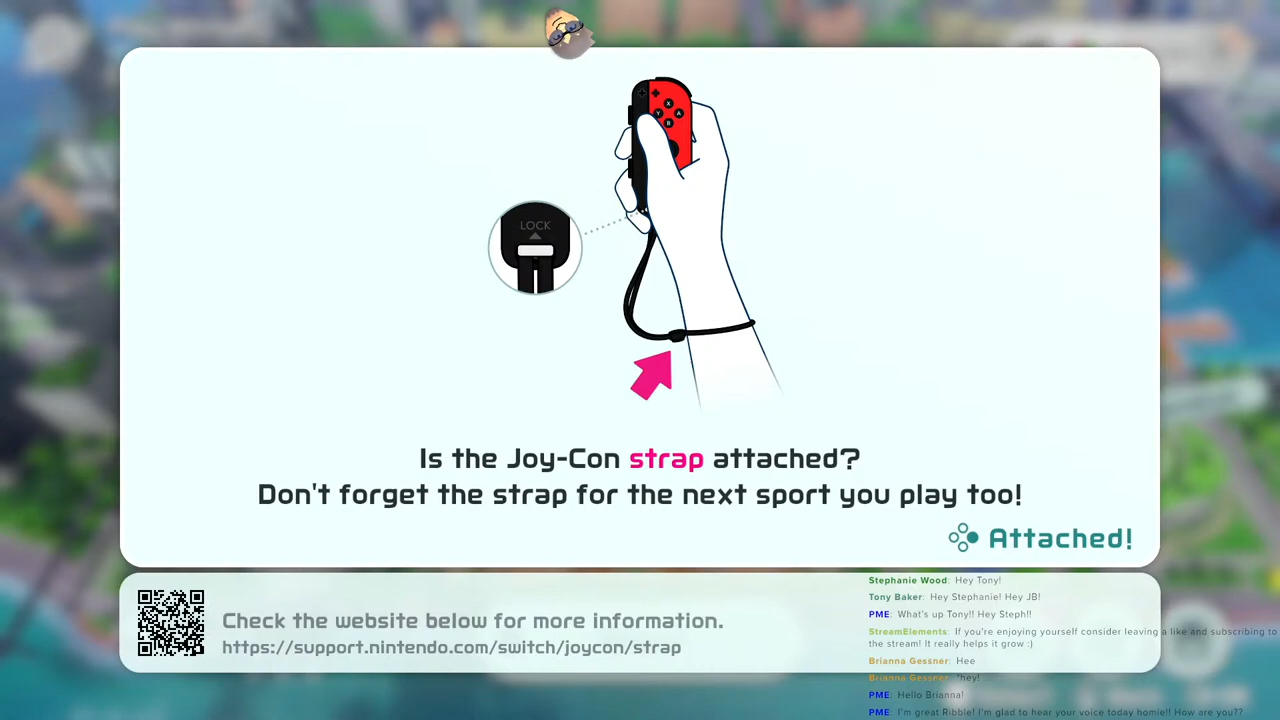 X
Y
A
B
LOCK
Is the Joy-Con strap attached?
Don't forget the strap for the next sport you play too!
Attached!
Check the website below for more information.
https://support.nintendo.com/switch/joycon/strap
Stephanie Wood: Hey Tony!
Tony Baker: Hey Stephanie! Hey JB!
PME: What's up Tony!! Hey Steph!!
StreamElements: If you're enjoying yourself consider leaving a like and subscribing to
the stream! It really helps it grow :)
Brianna Gessner: Hee
Brianna Gessner: *hey!
PME: Hello Brianna!
PME: I'm great Ribble! I'm glad to hear your voice today homie!! How are you??